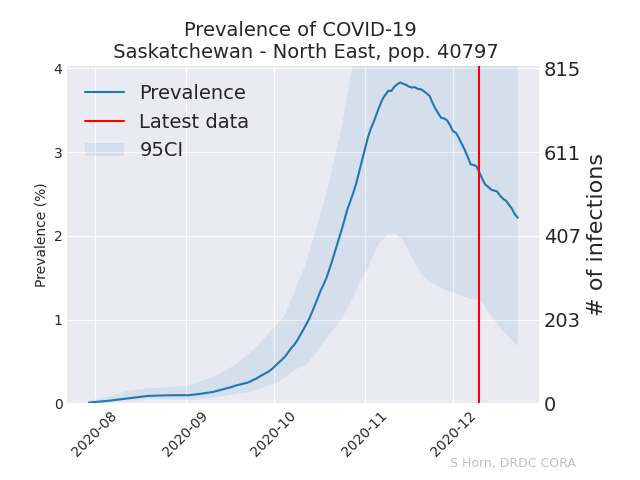 Prevalence of COVID-19
Saskatchewan - North East, pop. 40797
Prevalence
Latest data
95CI
Prevalence (%)
4
3
2
1
0
815
611
407
203
0
# of infections
2020-08
2020-09
2020-10
2020-11
2020-12
S Horn, DRDC CORA